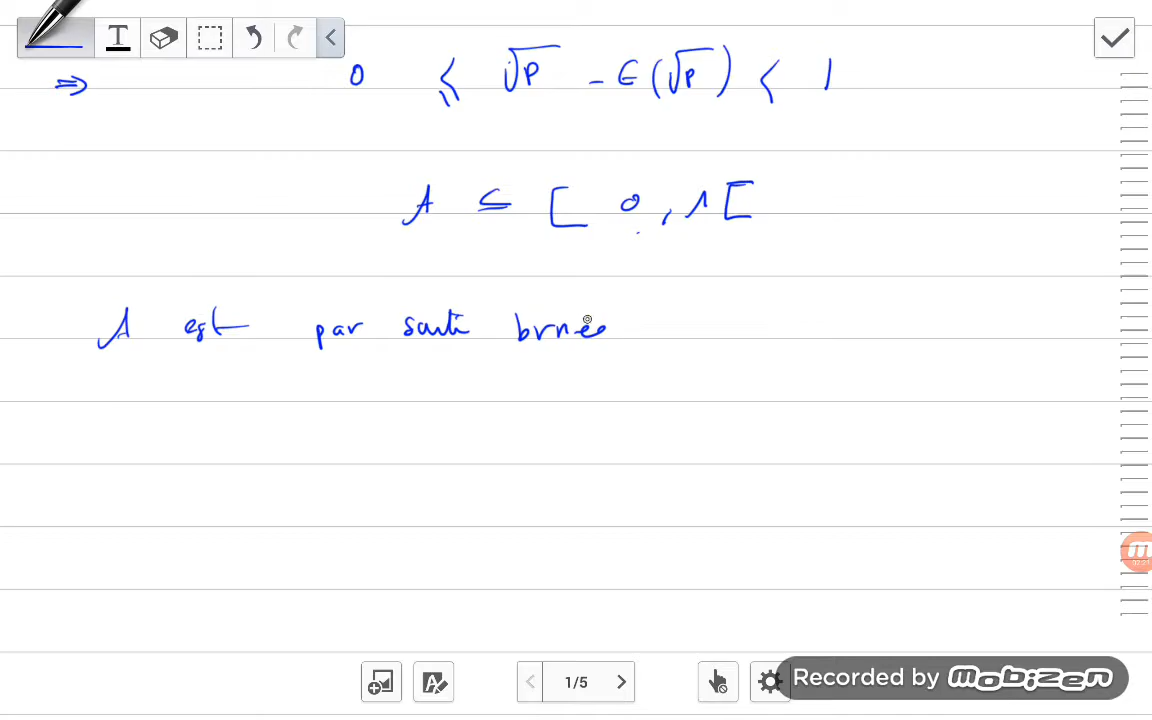 ⇒ 0 ⩽ √p - E(√p) < 1
A ⊆ [ 0 , 1 [
A est par suite bornée
1/5
Recorded by mobizen